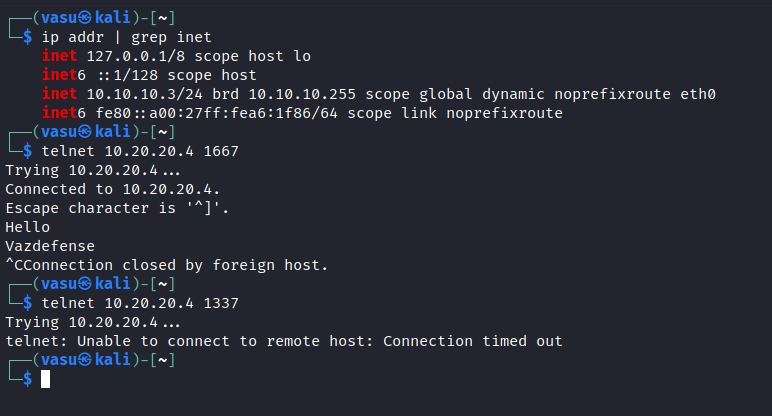 ┌──(vasu㉿kali)-[~]
└─$ ip addr | grep inet
    inet 127.0.0.1/8 scope host lo
    inet6 ::1/128 scope host
    inet 10.10.10.3/24 brd 10.10.10.255 scope global dynamic noprefixroute eth0
    inet6 fe80::a00:27ff:fea6:1f86/64 scope link noprefixroute
┌──(vasu㉿kali)-[~]
└─$ telnet 10.20.20.4 1667
Trying 10.20.20.4...
Connected to 10.20.20.4.
Escape character is '^]'.
Hello
Vazdefense
^CConnection closed by foreign host.
┌──(vasu㉿kali)-[~]
└─$ telnet 10.20.20.4 1337
Trying 10.20.20.4...
telnet: Unable to connect to remote host: Connection timed out
┌──(vasu㉿kali)-[~]
└─$